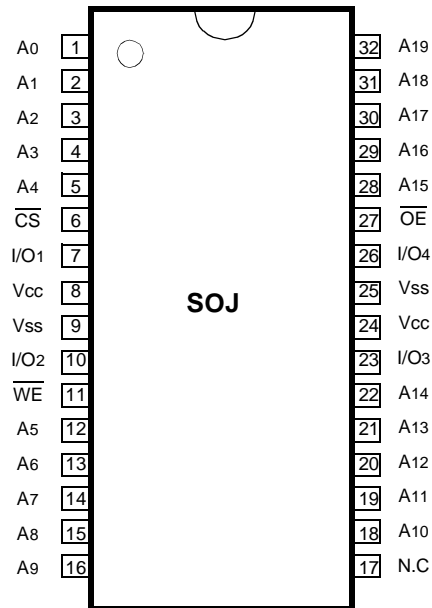 A0 1 32 A19
A1 2 31 A18
A2 3 30 A17
A3 4 29 A16
A4 5 28 A15
CS 6 27 OE
I/O1 7 26 I/O4
Vcc 8 25 Vss
SOJ
Vss 9 24 Vcc
I/O2 10 23 I/O3
WE 11 22 A14
A5 12 21 A13
A6 13 20 A12
A7 14 19 A11
A8 15 18 A10
A9 16 17 N.C